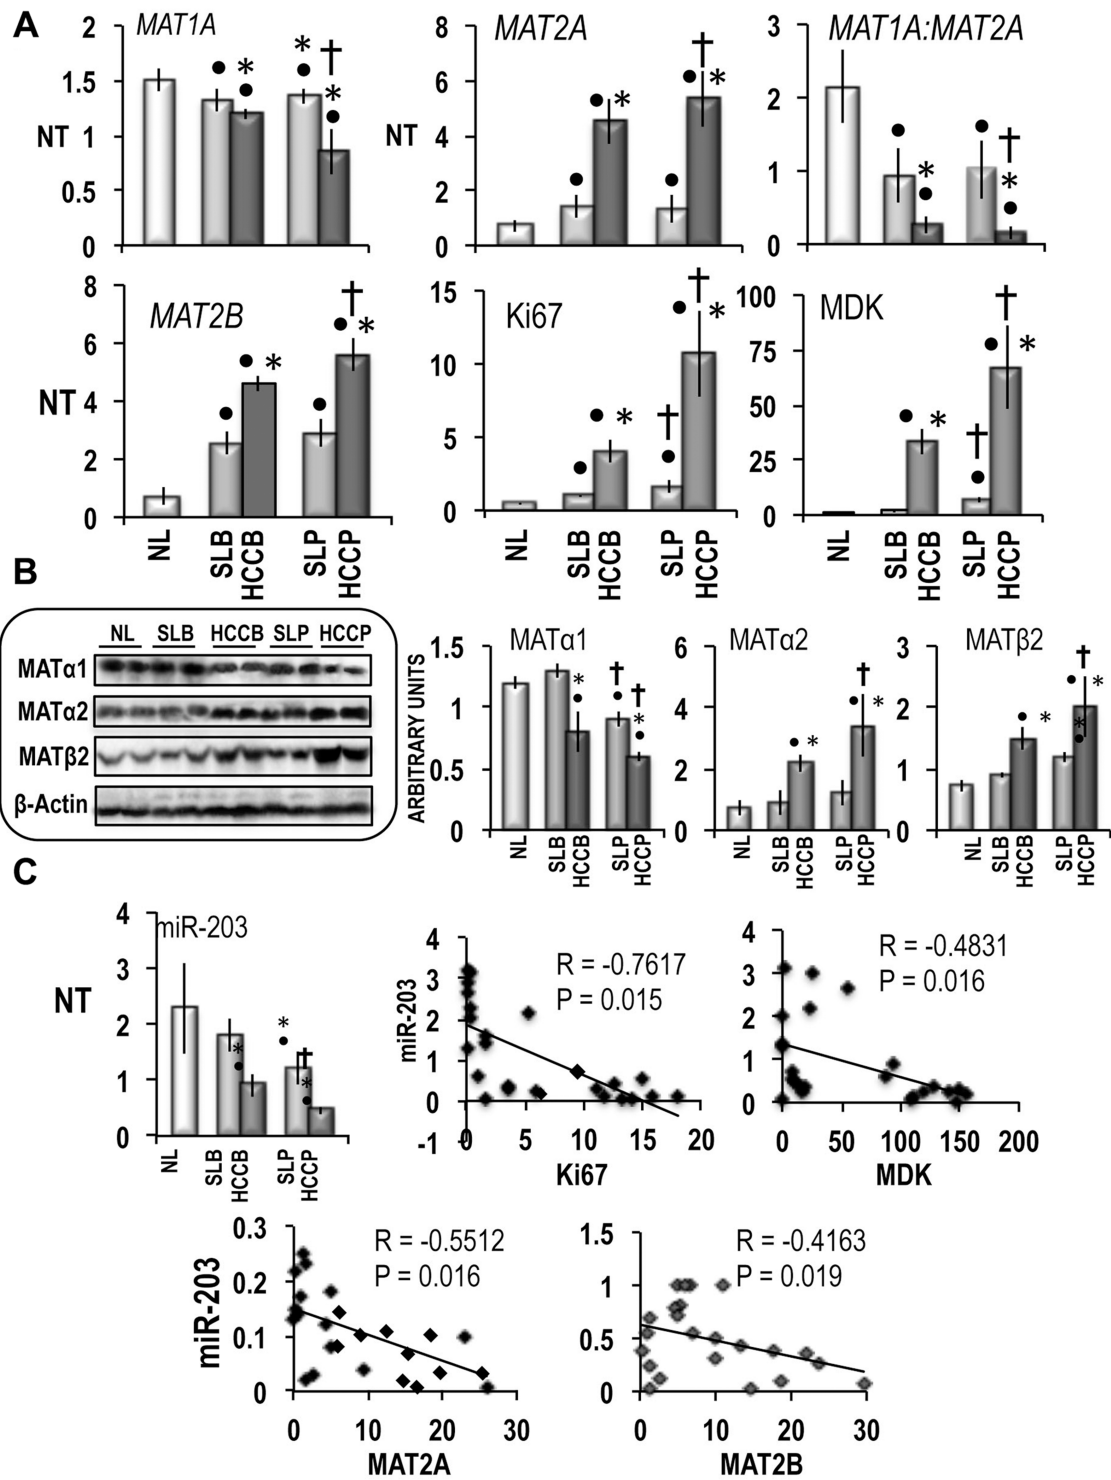 A
MAT1A
NT
2
1.5
1
0.5
0
● * ● * ● † * ●
MAT2A
NT
8
6
4
2
0
● ● * ● † ● *
MAT1A:MAT2A
3
2
1
0
● * ● ● † * ●
MAT2B
NT
8
6
4
2
0
● ● * ● † ● *
NL SLB HCCB SLP HCCP
Ki67
15
10
5
0
● ● * † ● † ● *
NL SLB HCCB SLP HCCP
MDK
100
75
50
25
0
● * † ● † ● *
NL SLB HCCB SLP HCCP
B
NL SLB HCCB SLP HCCP
MATα1
MATα2
MATβ2
β-Actin
ARBITRARY UNITS
MATα1
1.5
1
0.5
0
* ● † ● † * ●
NL SLB HCCB SLP HCCP
MATα2
6
4
2
0
● * † ● *
NL SLB HCCB SLP HCCP
MATβ2
3
2
1
0
● * * ● † ● *
NL SLB HCCB SLP HCCP
C
miR-203
NT
4
3
2
1
0
* ● * ● † * ●
NL SLB HCCB SLP HCCP
miR-203
4
3
2
1
0
-1
R = -0.7617
P = 0.015
0 5 10 15 20
Ki67
4
3
2
1
0
R = -0.4831
P = 0.016
0 50 100 150 200
MDK
miR-203
0.3
0.2
0.1
0
R = -0.5512
P = 0.016
0 10 20 30
MAT2A
1.5
1
0.5
0
R = -0.4163
P = 0.019
0 10 20 30
MAT2B